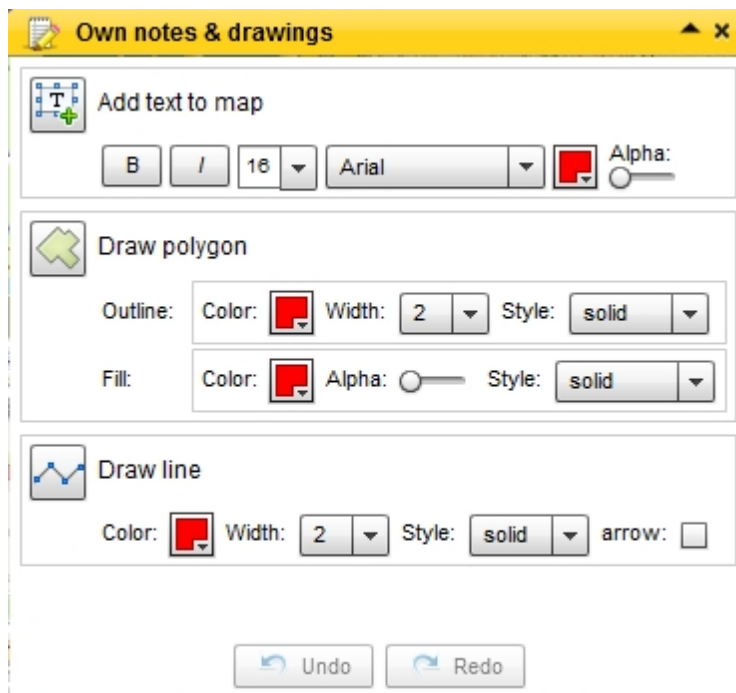 Own notes & drawings
Add text to map
Alpha:
B I 16 Arial
Draw polygon
Outline: Color: Width: 2 Style: solid
Fill: Color: Alpha: Style: solid
Draw line
Color: Width: 2 Style: solid arrow:
Undo Redo